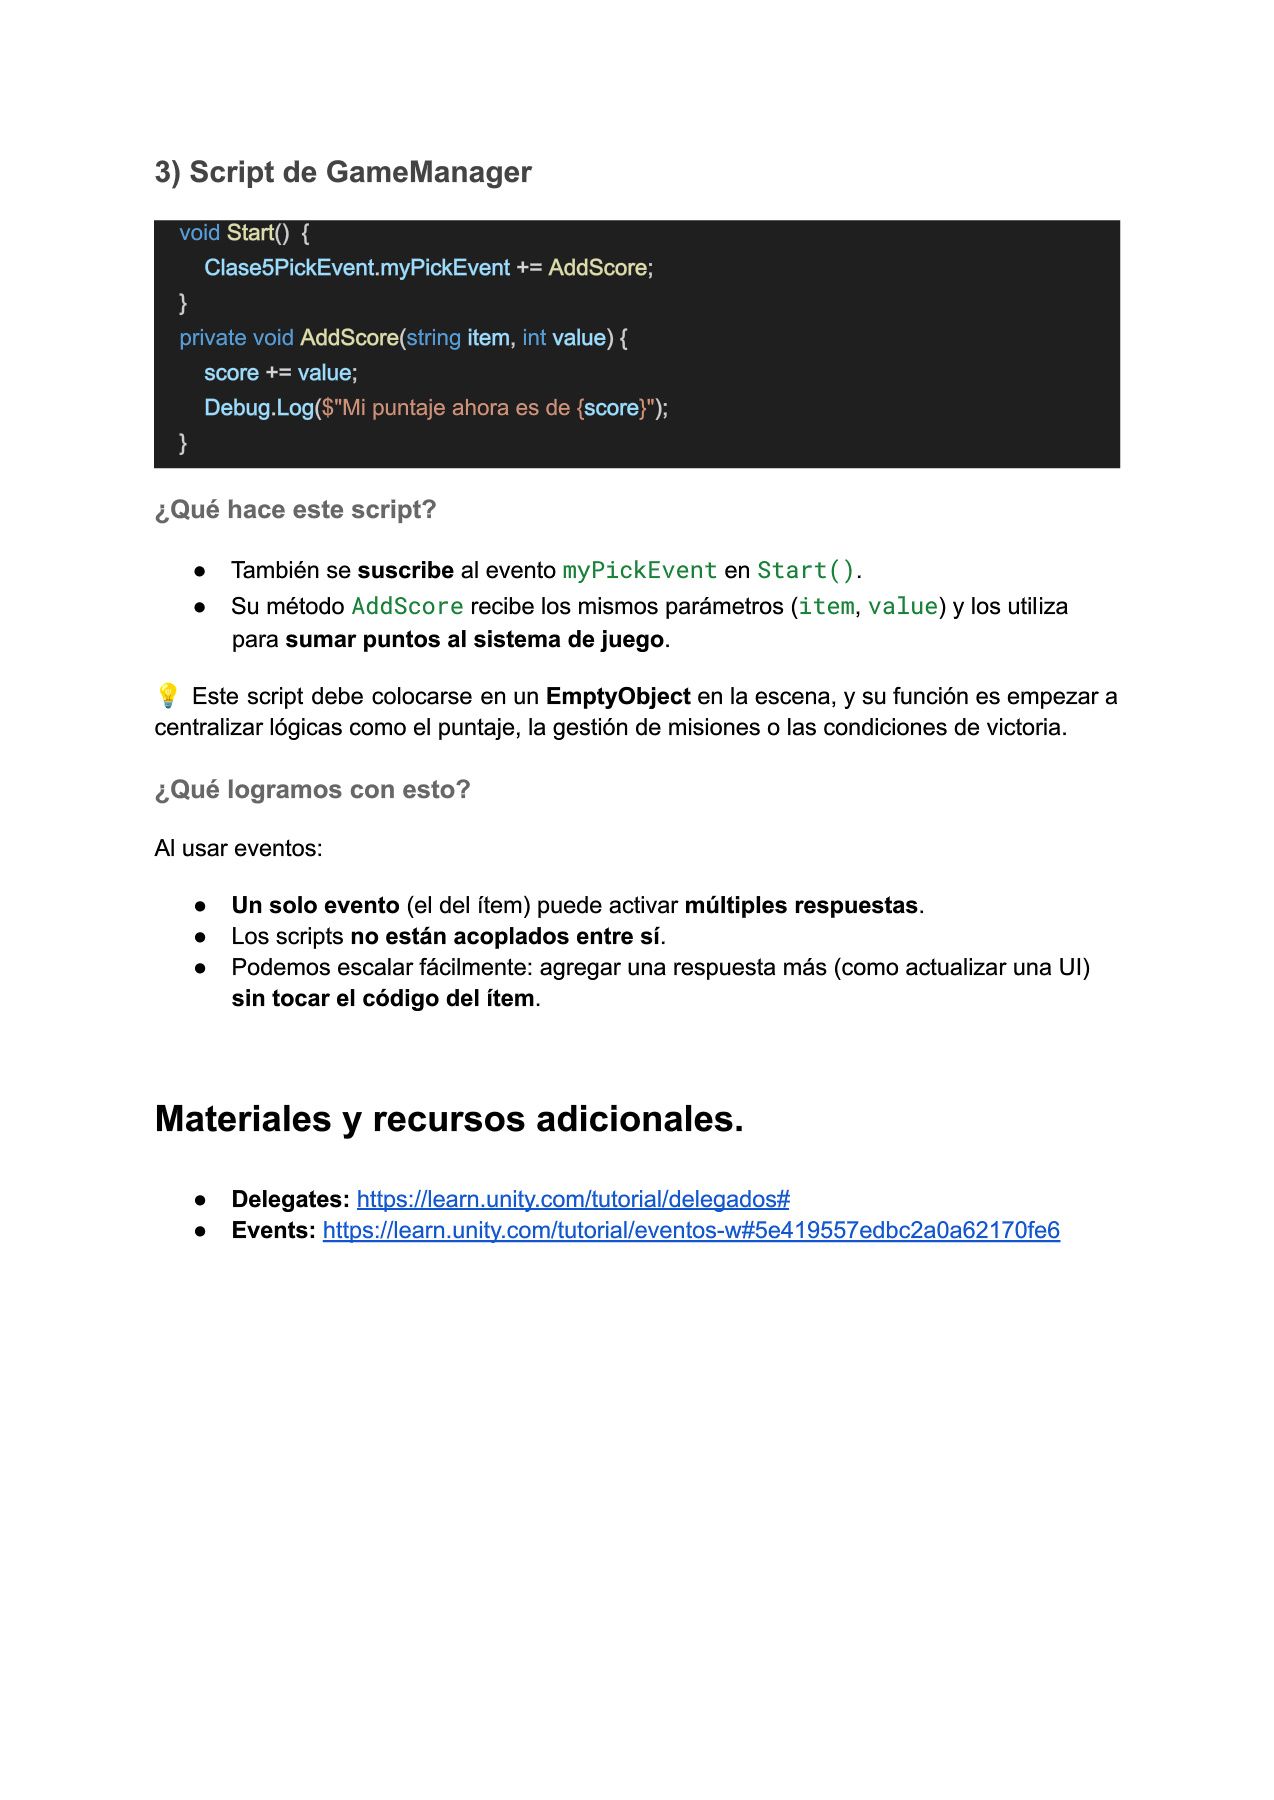 3) Script de GameManager
void Start() {
Clase5PickEvent.myPickEvent += AddScore;
}
private void AddScore(string item, int value) {
score += value;
Debug.Log($"Mi puntaje ahora es de {score}");
}
¿Qué hace este script?
● También se suscribe al evento myPickEvent en Start().
● Su método AddScore recibe los mismos parámetros (item, value) y los utiliza
para sumar puntos al sistema de juego.
💡 Este script debe colocarse en un EmptyObject en la escena, y su función es empezar a
centralizar lógicas como el puntaje, la gestión de misiones o las condiciones de victoria.
¿Qué logramos con esto?
Al usar eventos:
● Un solo evento (el del ítem) puede activar múltiples respuestas.
● Los scripts no están acoplados entre sí.
● Podemos escalar fácilmente: agregar una respuesta más (como actualizar una UI)
sin tocar el código del ítem.
Materiales y recursos adicionales.
● Delegates: https://learn.unity.com/tutorial/delegados#
● Events: https://learn.unity.com/tutorial/eventos-w#5e419557edbc2a0a62170fe6